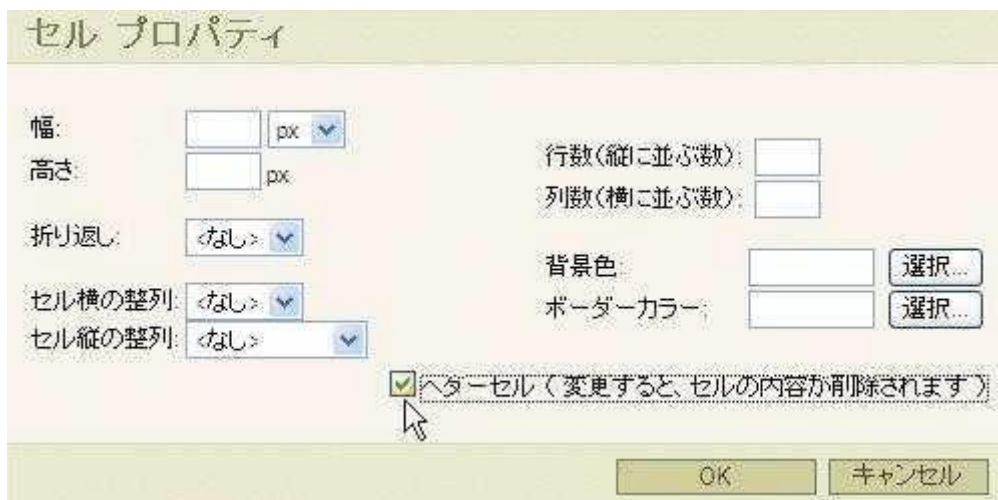 セル プロパティ
幅: px
高さ: px
折り返し: <なし>
セル横の整列: <なし>
セル縦の整列: <なし>
行数(縦に並ぶ数):
列数(横に並ぶ数):
背景色: 選択...
ボーダーカラー: 選択...
ヘダーセル ( 変更すると、セルの内容が削除されます )
OK キャンセル